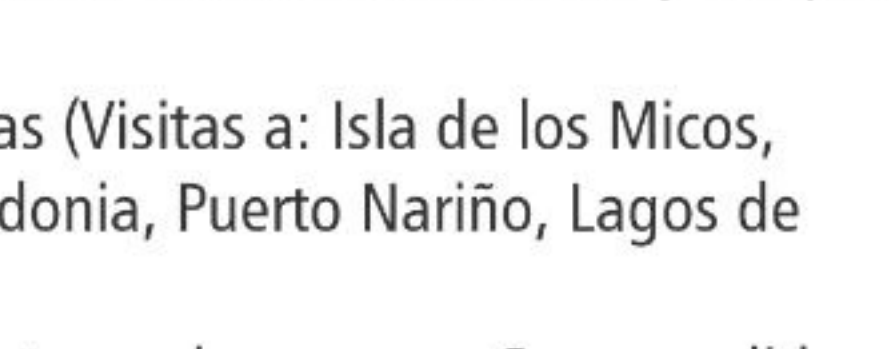 as (Visitas a: Isla de los Micos,
donia, Puerto Nariño, Lagos de